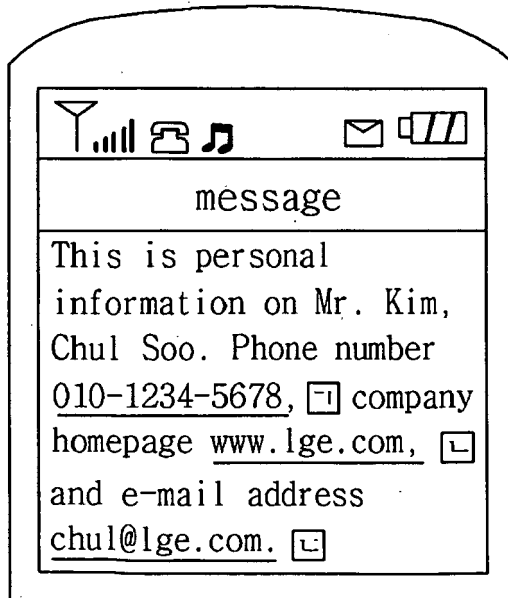 message
This is personal
information on Mr. Kim,
Chul Soo. Phone number
010-1234-5678, ㄱ company
homepage www.lge.com, ㄴ
and e-mail address
chul@lge.com. ㄷ